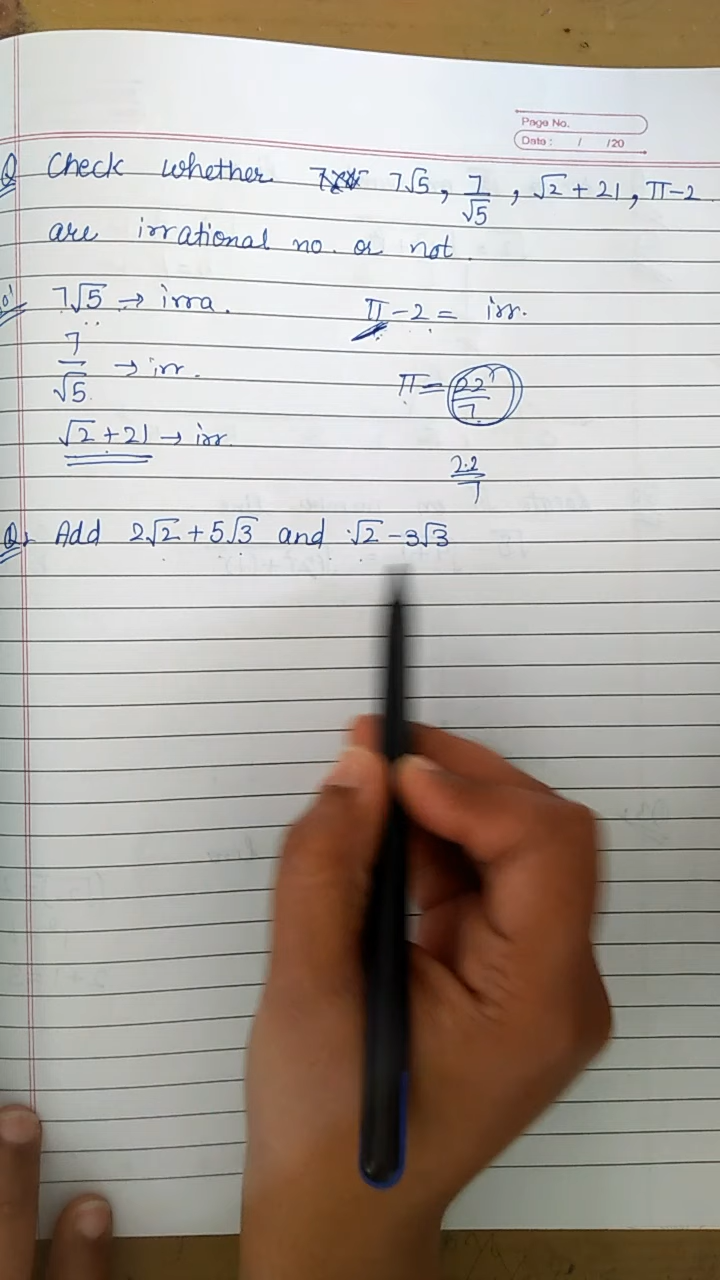 Page No.
Date : / /20
Q Check whether 7√5, 7/√5, √2 + 21, π-2
are irrational no. or not.
Sol 7√5 → irra.
π-2 = irr.
7/√5 → irr.
π = 22/7
√2 + 21 → irr
22/7
Q. Add 2√2 + 5√3 and √2 - 3√3